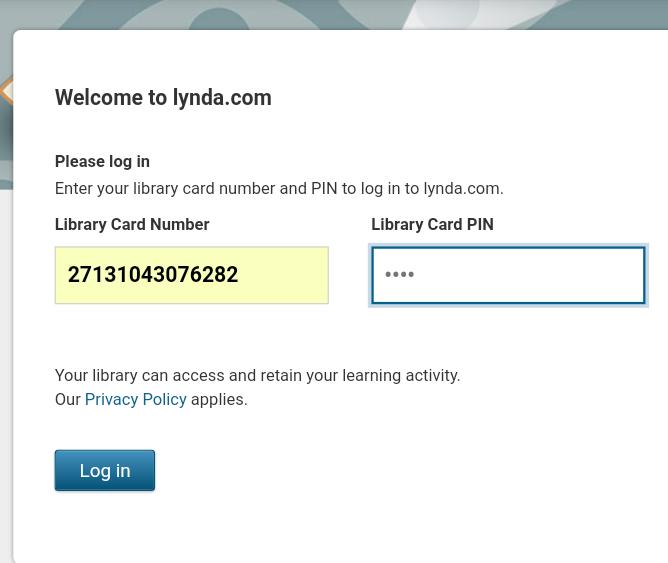 Welcome to lynda.com
Please log in
Enter your library card number and PIN to log in to lynda.com.
Library Card Number
Library Card PIN
27131043076282
••••
Your library can access and retain your learning activity.
Our Privacy Policy applies.
Log in